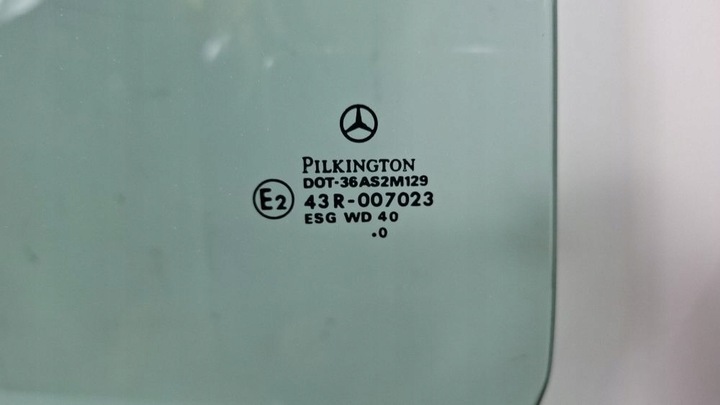 PILKINGTON
DOT-36AS2M129
E2 43R-007023
ESG WD 40
.0